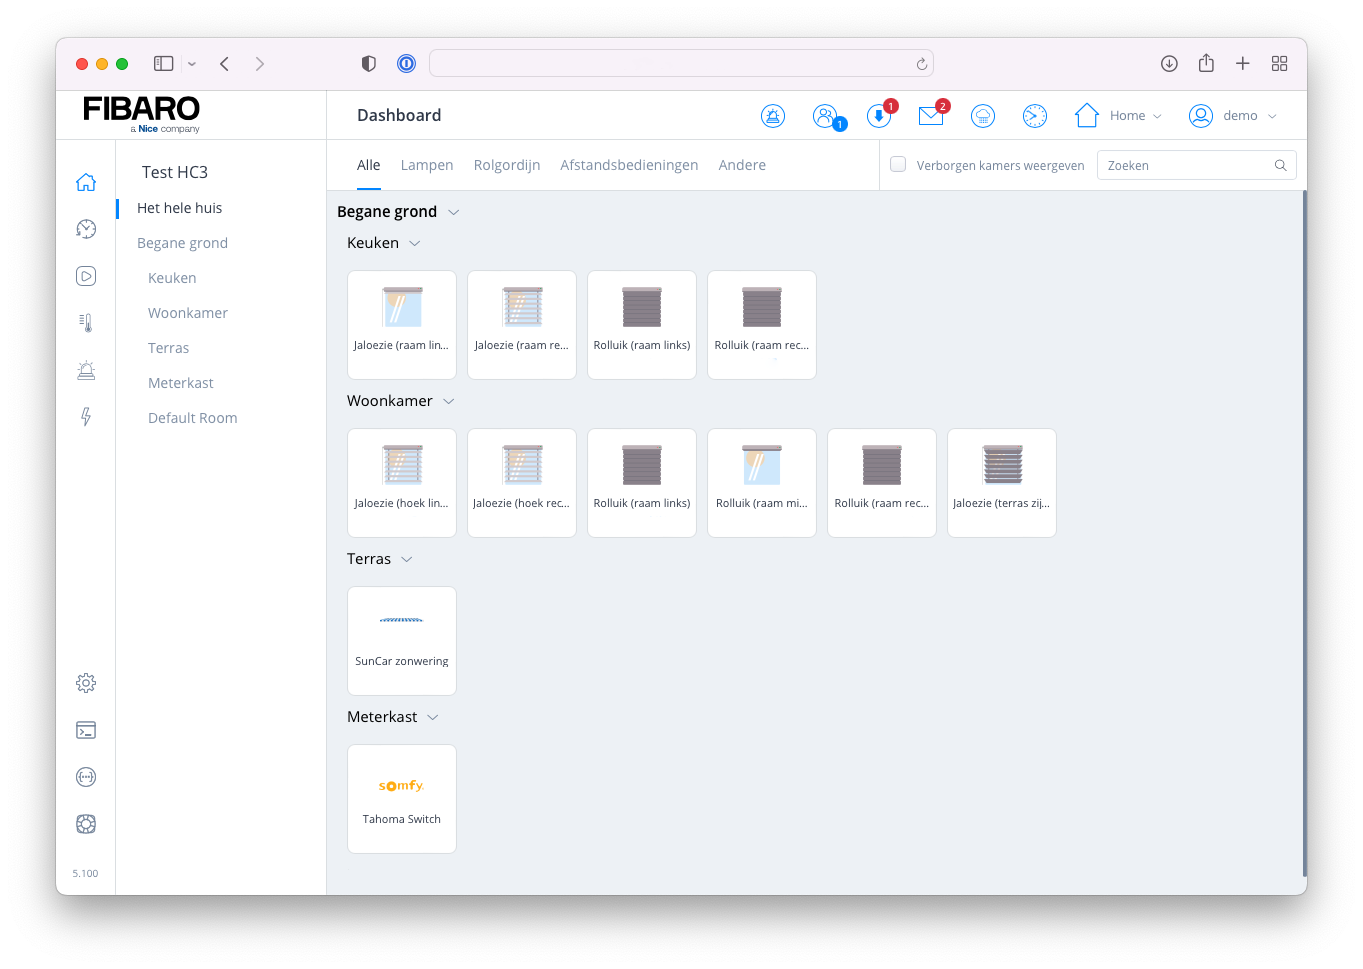 FIBARO
a Nice company
Dashboard
1
1
2
Home
demo
Test HC3
Alle
Lampen
Rolgordijn
Afstandsbedieningen
Andere
Verborgen kamers weergeven
Zoeken
Het hele huis
Begane grond
Keuken
Woonkamer
Terras
Meterkast
Default Room
5.100
Begane grond
Keuken
Jaloezie (raam lin...
Jaloezie (raam re...
Rolluik (raam links)
Rolluik (raam rec...
Woonkamer
Jaloezie (hoek lin...
Jaloezie (hoek rec...
Rolluik (raam links)
Rolluik (raam mi...
Rolluik (raam rec...
Jaloezie (terras zij...
Terras
SunCar zonwering
Meterkast
somfy.
Tahoma Switch